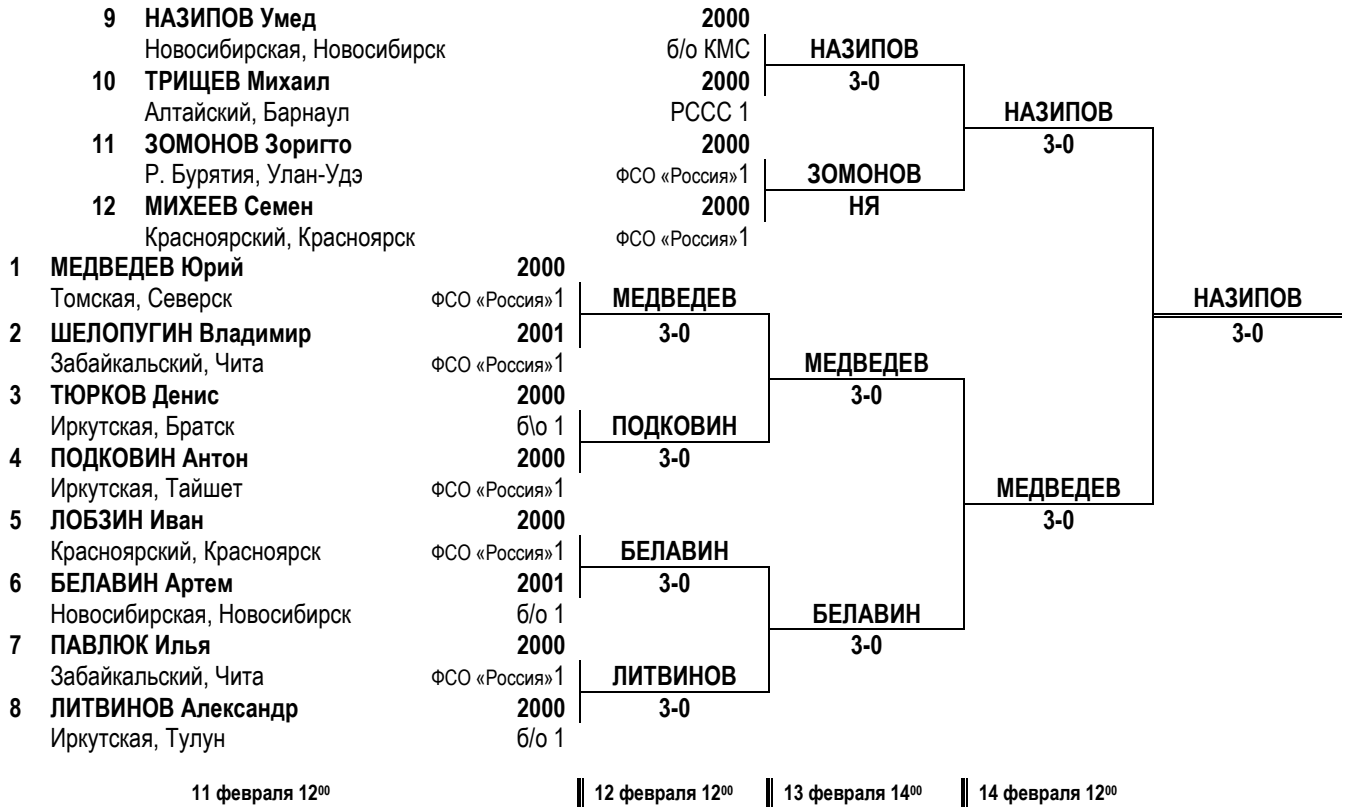 9 НАЗИПОВ Умед 2000
Новосибирская, Новосибирск б/о КМС НАЗИПОВ
10 ТРИЩЕВ Михаил 2000 3-0
Алтайский, Барнаул РССС 1 НАЗИПОВ
11 ЗОМОНОВ Зоригто 2000 3-0
Р. Бурятия, Улан-Удэ ФСО «Россия»1 ЗОМОНОВ
12 МИХЕЕВ Семен 2000 НЯ
Красноярский, Красноярск ФСО «Россия»1
1 МЕДВЕДЕВ Юрий 2000
Томская, Северск ФСО «Россия»1 МЕДВЕДЕВ НАЗИПОВ
2 ШЕЛОПУГИН Владимир 2001 3-0 3-0
Забайкальский, Чита ФСО «Россия»1 МЕДВЕДЕВ
3 ТЮРКОВ Денис 2000 3-0
Иркутская, Братск б\о 1 ПОДКОВИН
4 ПОДКОВИН Антон 2000 3-0
Иркутская, Тайшет ФСО «Россия»1 МЕДВЕДЕВ
5 ЛОБЗИН Иван 2000 3-0
Красноярский, Красноярск ФСО «Россия»1 БЕЛАВИН
6 БЕЛАВИН Артем 2001 3-0
Новосибирская, Новосибирск б/о 1 БЕЛАВИН
7 ПАВЛЮК Илья 2000 3-0
Забайкальский, Чита ФСО «Россия»1 ЛИТВИНОВ
8 ЛИТВИНОВ Александр 2000 3-0
Иркутская, Тулун б/о 1
11 февраля 12⁰⁰ 12 февраля 12⁰⁰ 13 февраля 14⁰⁰ 14 февраля 12⁰⁰